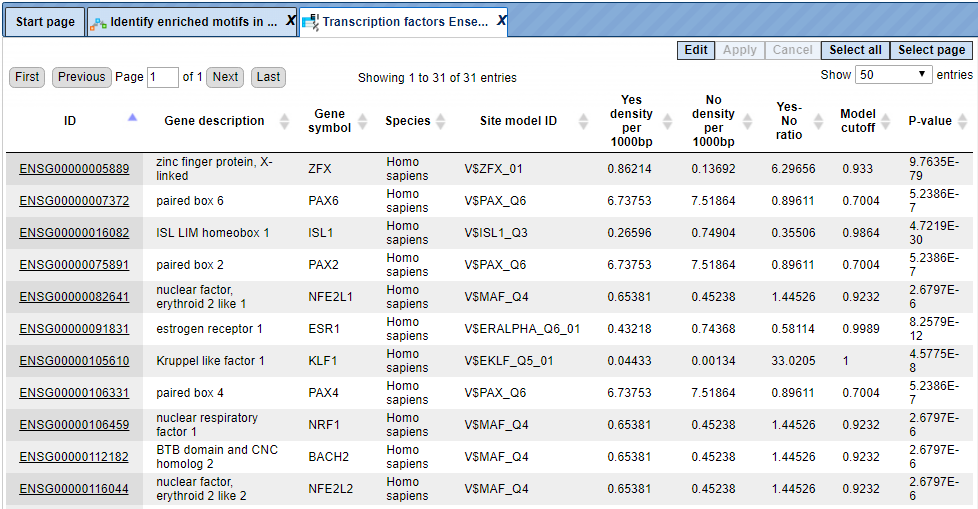 Start page
Identify enriched motifs in ... X
Transcription factors Ense... X
Edit Apply Cancel Select all Select page
First Previous Page 1 of 1 Next Last
Showing 1 to 31 of 31 entries
Show 50 entries
ID Gene description Gene symbol Species Site model ID Yes density per 1000bp No density per 1000bp Yes-No ratio Model cutoff P-value
ENSG00000005889 zinc finger protein, X-linked ZFX Homo sapiens V$ZFX_01 0.86214 0.13692 6.29656 0.933 9.7635E-79
ENSG00000007372 paired box 6 PAX6 Homo sapiens V$PAX_Q6 6.73753 7.51864 0.89611 0.7004 5.2386E-7
ENSG00000016082 ISL LIM homeobox 1 ISL1 Homo sapiens V$ISL1_Q3 0.26596 0.74904 0.35506 0.9864 4.7219E-30
ENSG00000075891 paired box 2 PAX2 Homo sapiens V$PAX_Q6 6.73753 7.51864 0.89611 0.7004 5.2386E-7
ENSG00000082641 nuclear factor, erythroid 2 like 1 NFE2L1 Homo sapiens V$MAF_Q4 0.65381 0.45238 1.44526 0.9232 2.6797E-6
ENSG00000091831 estrogen receptor 1 ESR1 Homo sapiens V$ERALPHA_Q6_01 0.43218 0.74368 0.58114 0.9989 8.2579E-12
ENSG00000105610 Kruppel like factor 1 KLF1 Homo sapiens V$EKLF_Q5_01 0.04433 0.00134 33.0205 1 4.5775E-8
ENSG00000106331 paired box 4 PAX4 Homo sapiens V$PAX_Q6 6.73753 7.51864 0.89611 0.7004 5.2386E-7
ENSG00000106459 nuclear respiratory factor 1 NRF1 Homo sapiens V$MAF_Q4 0.65381 0.45238 1.44526 0.9232 2.6797E-6
ENSG00000112182 BTB domain and CNC homolog 2 BACH2 Homo sapiens V$MAF_Q4 0.65381 0.45238 1.44526 0.9232 2.6797E-6
ENSG00000116044 nuclear factor, erythroid 2 like 2 NFE2L2 Homo sapiens V$MAF_Q4 0.65381 0.45238 1.44526 0.9232 2.6797E-6